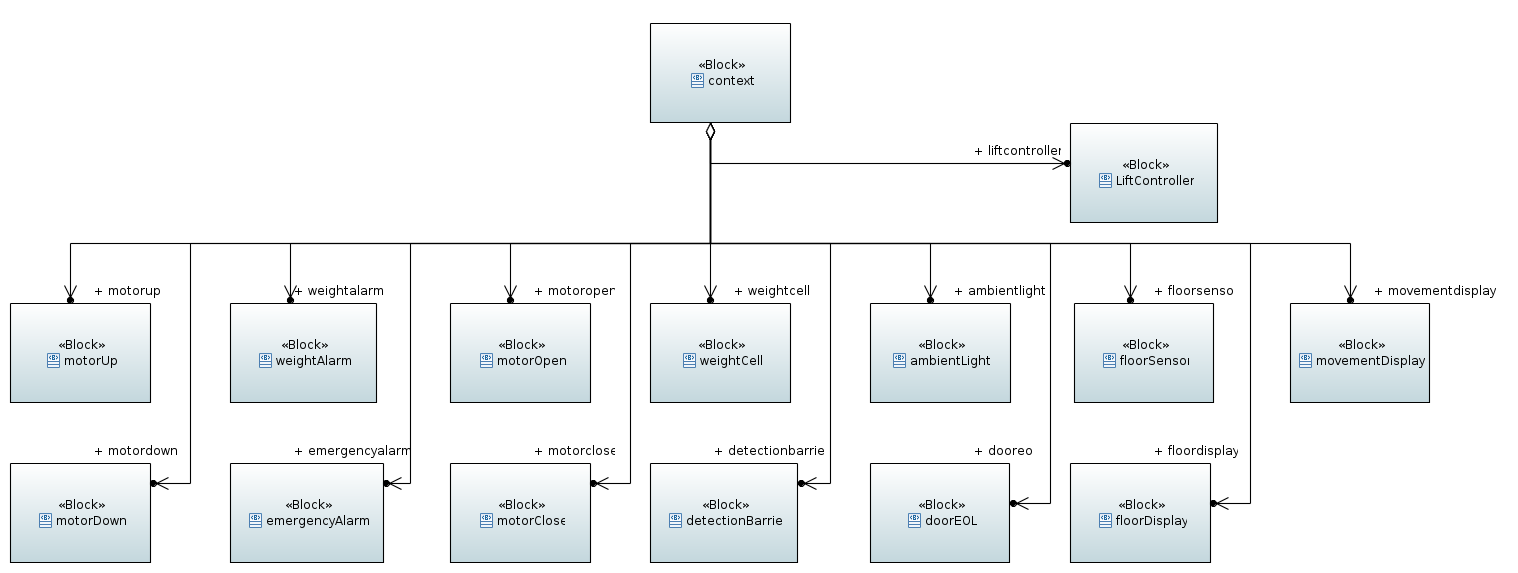 «Block»
context
+ liftcontroller
«Block»
LiftController
+ motorup
+ weightalarm
+ motoropen
+ weightcell
+ ambientlight
+ floorsenso
+ movementdisplay
«Block»
motorUp
«Block»
weightAlarm
«Block»
motorOpen
«Block»
weightCell
«Block»
ambientLight
«Block»
floorSensor
«Block»
movementDisplay
+ motordown
+ emergencyalarm
+ motorclose
+ detectionbarrie
+ dooreo
+ floordisplay
«Block»
motorDown
«Block»
emergencyAlarm
«Block»
motorClose
«Block»
detectionBarrie
«Block»
doorEOL
«Block»
floorDisplay